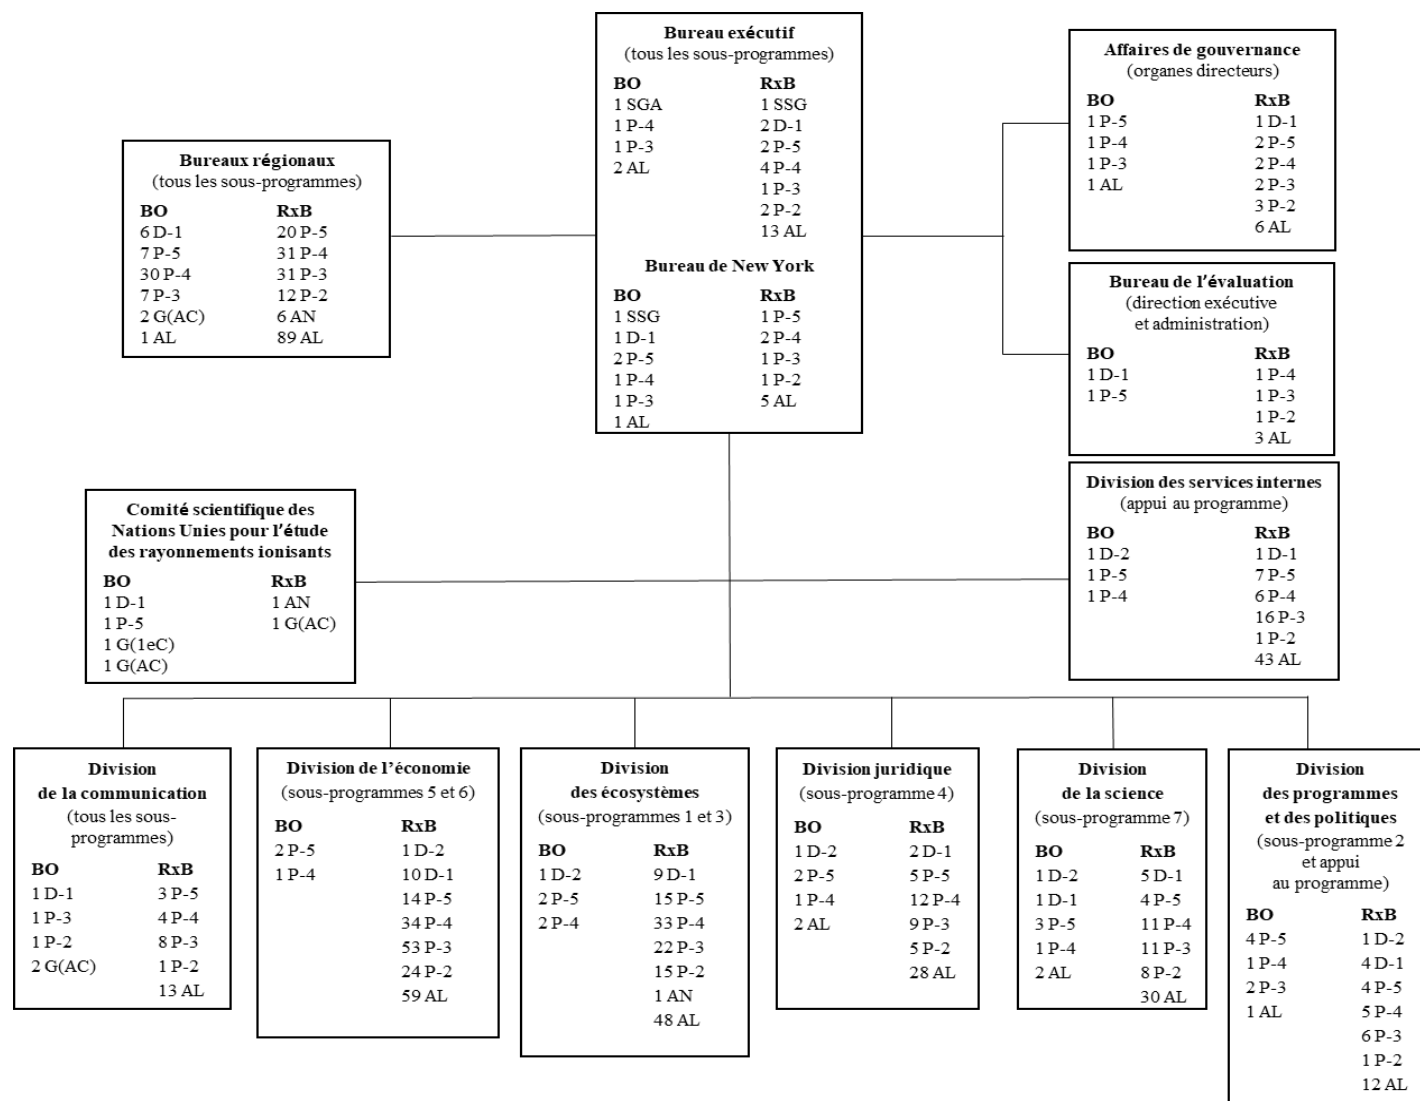 Bureau exécutif
(tous les sous-programmes)
BO RxB
1 SGA 1 SSG
1 P-4 2 D-1
1 P-3 2 P-5
2 AL 4 P-4
1 P-3
2 P-2
13 AL
Bureau de New York
BO RxB
1 SSG 1 P-5
1 D-1 2 P-4
2 P-5 1 P-3
1 P-4 1 P-2
1 P-3 5 AL
1 AL
Affaires de gouvernance
(organes directeurs)
BO RxB
1 P-5 1 D-1
1 P-4 2 P-5
1 P-3 2 P-4
1 AL 2 P-3
3 P-2
6 AL
Bureaux régionaux
(tous les sous-programmes)
BO RxB
6 D-1 20 P-5
7 P-5 31 P-4
30 P-4 31 P-3
7 P-3 12 P-2
2 G(AC) 6 AN
1 AL 89 AL
Bureau de l'évaluation
(direction exécutive
et administration)
BO RxB
1 D-1 1 P-4
1 P-5 1 P-3
1 P-2
3 AL
Division des services internes
(appui au programme)
BO RxB
1 D-2 1 D-1
1 P-5 7 P-5
1 P-4 6 P-4
16 P-3
1 P-2
43 AL
Comité scientifique des
Nations Unies pour l'étude
des rayonnements ionisants
BO RxB
1 D-1 1 AN
1 P-5 1 G(AC)
1 G(1eC)
1 G(AC)
Division
de la communication
(tous les sous-
programmes)
BO RxB
1 D-1 3 P-5
1 P-3 4 P-4
1 P-2 8 P-3
2 G(AC) 1 P-2
13 AL
Division de l'économie
(sous-programmes 5 et 6)
BO RxB
2 P-5 1 D-2
1 P-4 10 D-1
14 P-5
34 P-4
53 P-3
24 P-2
59 AL
Division
des écosystèmes
(sous-programmes 1 et 3)
BO RxB
1 D-2 9 D-1
2 P-5 15 P-5
2 P-4 33 P-4
22 P-3
15 P-2
1 AN
48 AL
Division juridique
(sous-programme 4)
BO RxB
1 D-2 2 D-1
2 P-5 5 P-5
1 P-4 12 P-4
2 AL 9 P-3
5 P-2
28 AL
Division
de la science
(sous-programme 7)
BO RxB
1 D-2 5 D-1
1 D-1 4 P-5
3 P-5 11 P-4
1 P-4 11 P-3
2 AL 8 P-2
30 AL
Division
des programmes
et des politiques
(sous-programme 2
et appui
au programme)
BO RxB
4 P-5 1 D-2
1 P-4 4 D-1
2 P-3 4 P-5
1 AL 5 P-4
6 P-3
1 P-2
12 AL